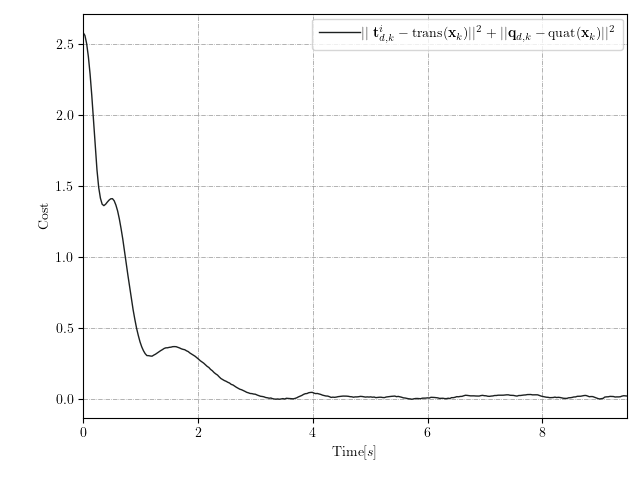 || t^i_{d,k} − trans(x_k)||^2 + ||q_{d,k} − quat(x_k)||^2
2.5
2.0
1.5
1.0
0.5
0.0
Cost
0 2 4 6 8
Time[s]